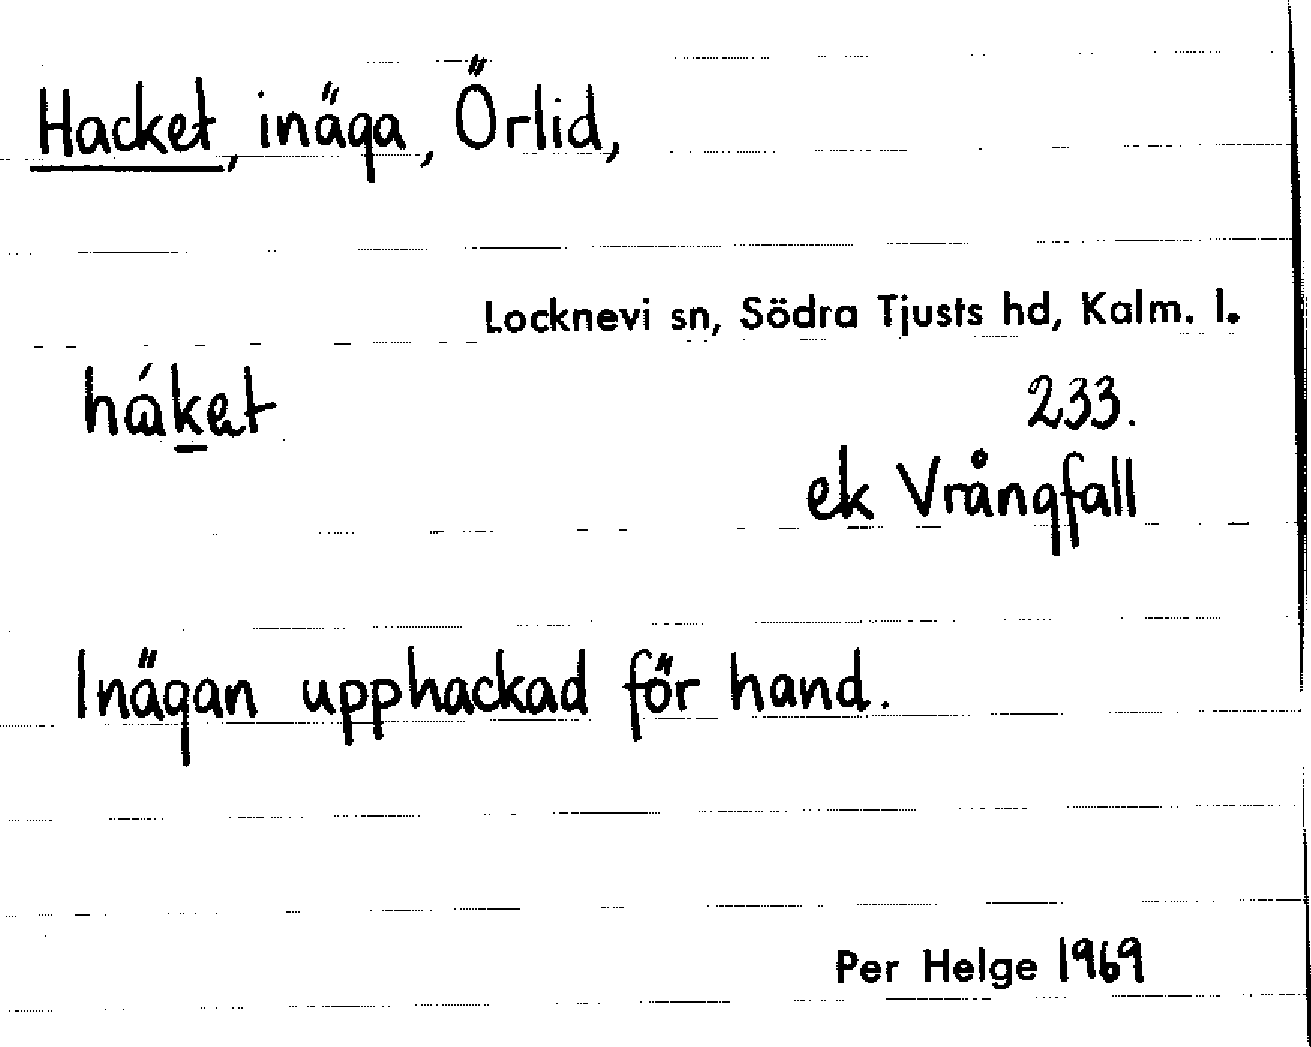 Hacket, inäga, Örlid,
Locknevi sn, Södra Tjusts hd, Kalm. l.
háket
233.
ek Vrångfall
Inägan upphackad för hand.
Per Helge 1969